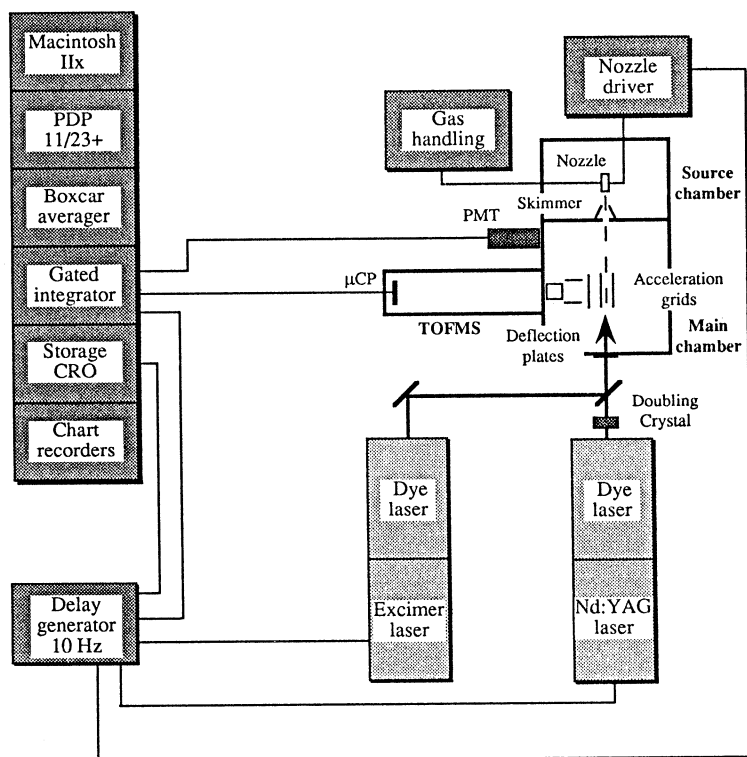 Macintosh
IIx
PDP
11/23+
Boxcar
averager
Gated
integrator
Storage
CRO
Chart
recorders
Delay
generator
10 Hz
Gas
handling
Nozzle
driver
Nozzle
Source
chamber
Skimmer
PMT
μCP
TOFMS
Acceleration
grids
Deflection
plates
Main
chamber
Doubling
Crystal
Dye
laser
Excimer
laser
Dye
laser
Nd:YAG
laser